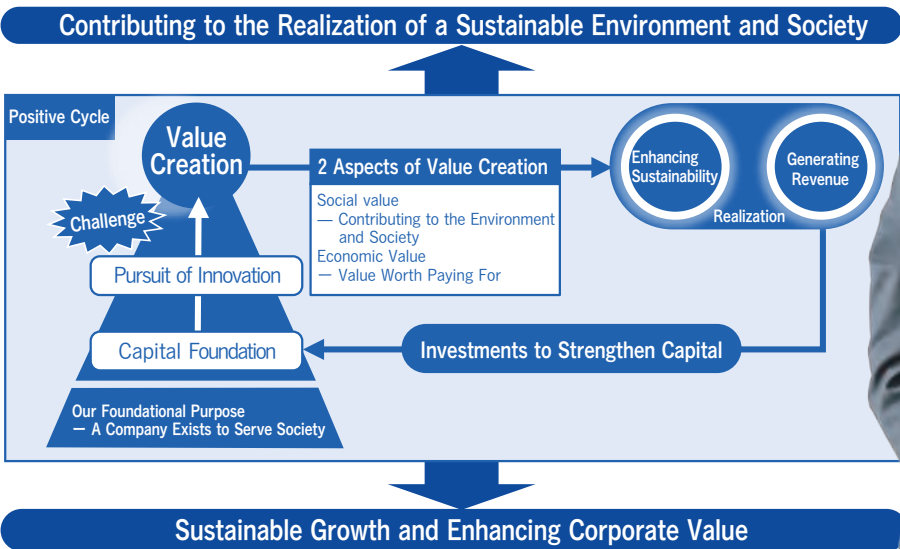 Contributing to the Realization of a Sustainable Environment and Society
Positive Cycle
Value
Creation
Challenge
Pursuit of Innovation
Capital Foundation
Our Foundational Purpose
— A Company Exists to Serve Society
2 Aspects of Value Creation
Social value
— Contributing to the Environment
and Society
Economic Value
— Value Worth Paying For
Enhancing
Sustainability
Generating
Revenue
Realization
Investments to Strengthen Capital
Sustainable Growth and Enhancing Corporate Value